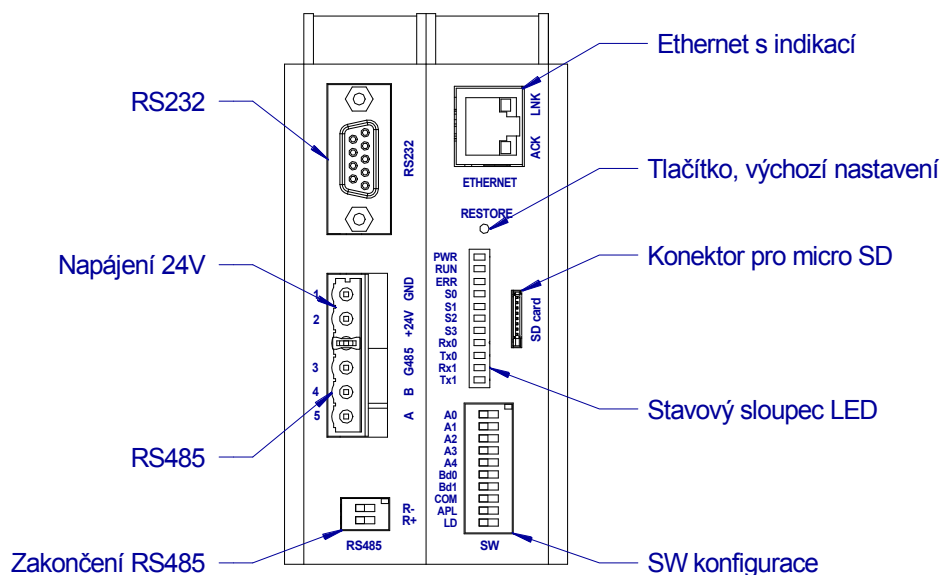 Ethernet s indikací
RS232
LNK
ACK
RS232
ETHERNET
Tlačítko, výchozí nastavení
RESTORE
Napájení 24V
Konektor pro micro SD
PWR
RUN
ERR
S0
S1
S2
S3
Rx0
Tx0
Rx1
Tx1
SD card
1
2
3
4
5
GND
+24V
G485
B
A
Stavový sloupec LED
RS485
A0
A1
A2
A3
A4
Bd0
Bd1
COM
APL
LD
R-
R+
RS485
SW
Zakončení RS485
SW konfigurace